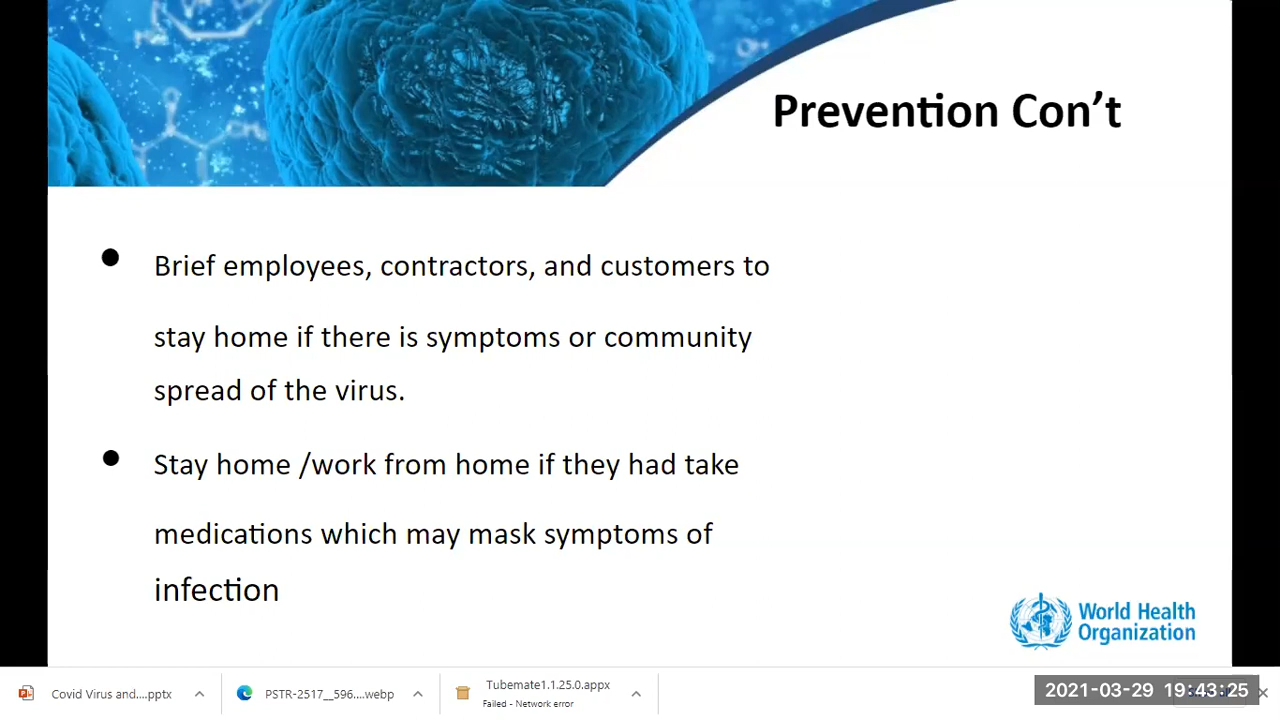 Prevention Con’t
Brief employees, contractors, and customers to
stay home if there is symptoms or community
spread of the virus.
Stay home /work from home if they had take
medications which may mask symptoms of
infection
World Health
Organization
Covid Virus and....pptx
PSTR-2517__596....webp
Tubemate1.1.25.0.appx
Failed - Network error
2021-03-29 19:43:25